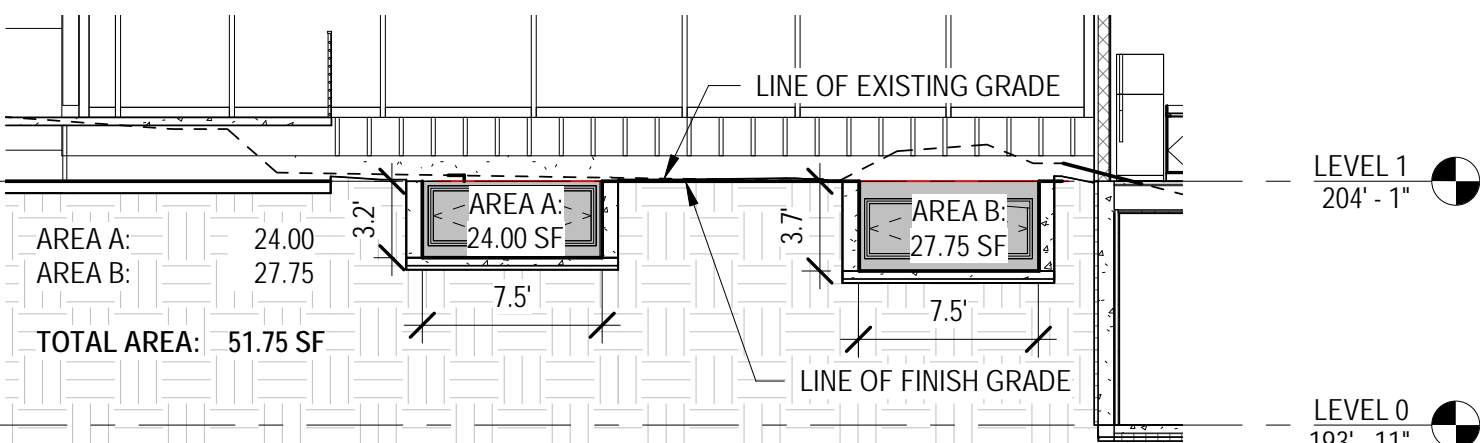 LINE OF EXISTING GRADE
LEVEL 1
204' - 1"
3.2'
AREA A:
24.00 SF
3.7'
AREA B:
27.75 SF
AREA A: 24.00
AREA B: 27.75
7.5'
7.5'
TOTAL AREA: 51.75 SF
LINE OF FINISH GRADE
LEVEL 0
193' - 11"